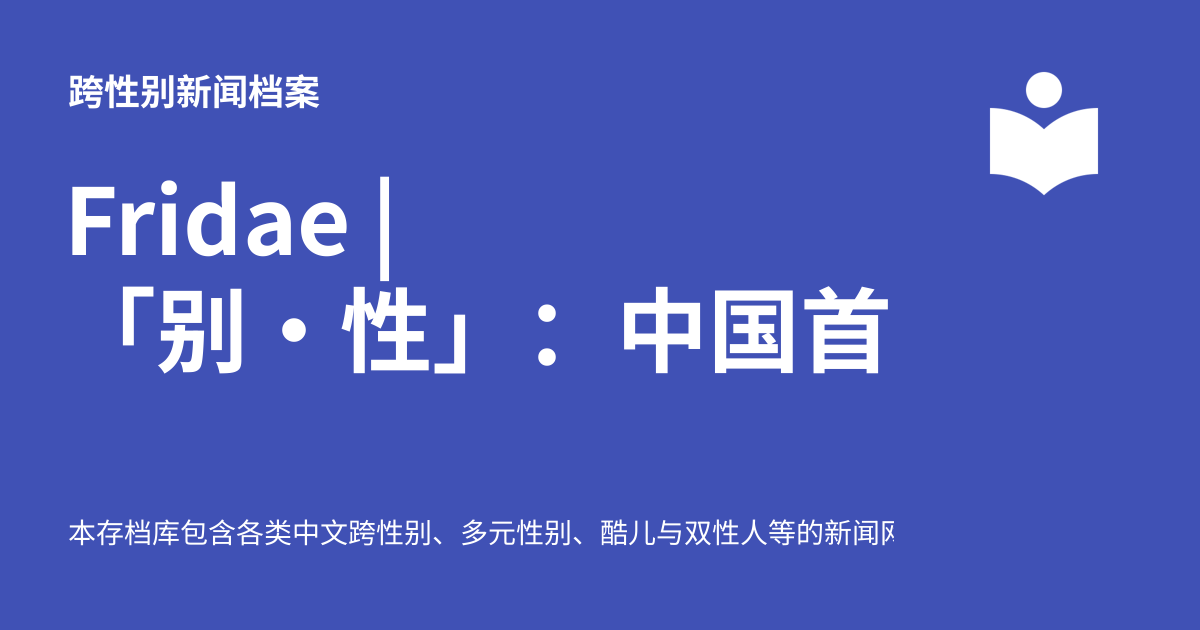 跨性别新闻档案
Fridae |
「别・性」：中国首
本存档库包含各类中文跨性别、多元性别、酷儿与双性人等的新闻